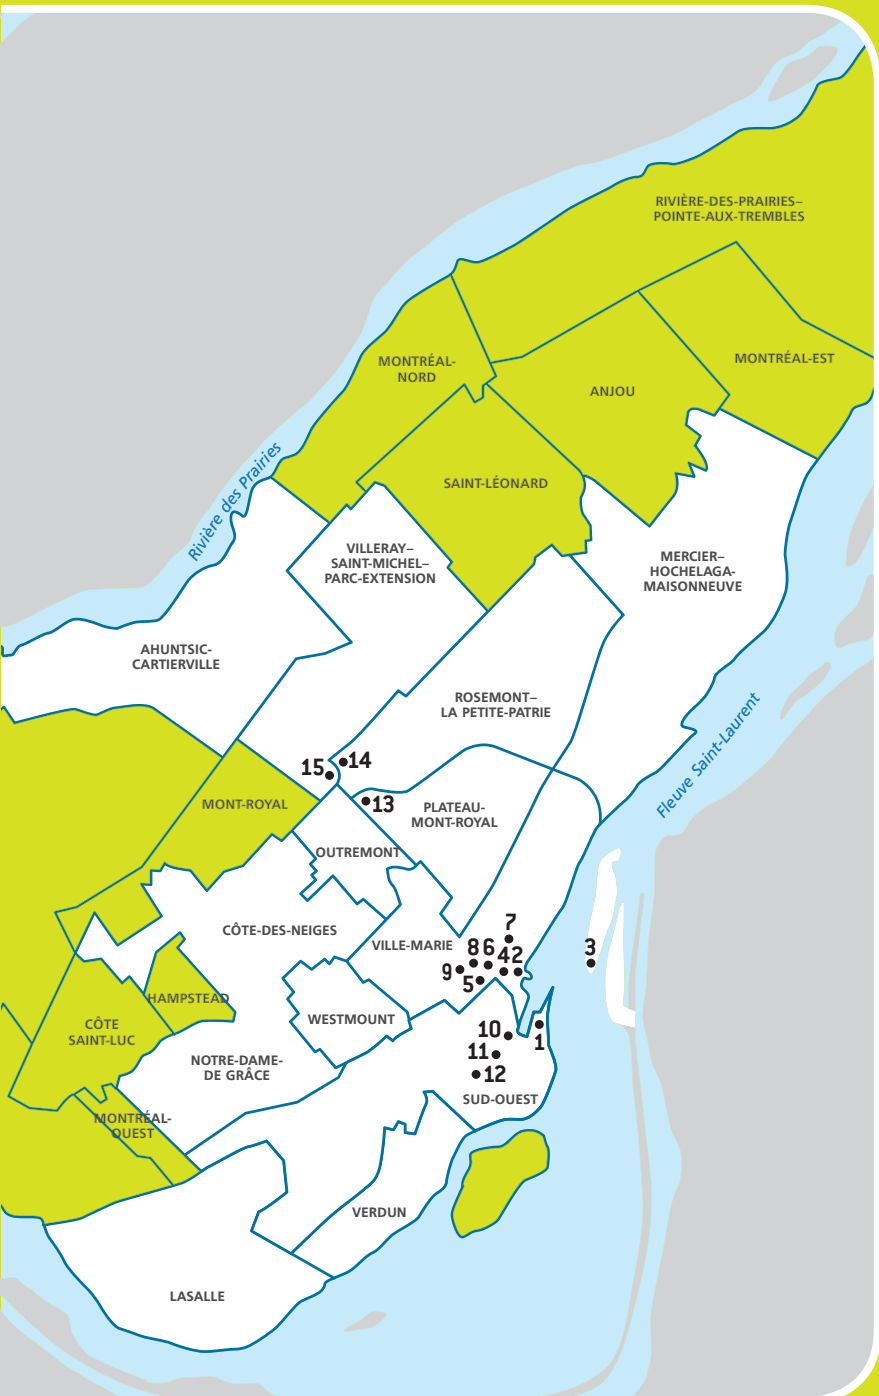 RIVIÈRE-DES-PRAIRIES–
POINTE-AUX-TREMBLES
MONTRÉAL-EST
MONTRÉAL-
NORD
ANJOU
SAINT-LÉONARD
Rivière des Prairies
VILLERAY–
SAINT-MICHEL–
PARC-EXTENSION
MERCIER–
HOCHELAGA-
MAISONNEUVE
AHUNTSIC-
CARTIERVILLE
ROSEMONT–
LA PETITE-PATRIE
Fleuve Saint-Laurent
15
14
13
MONT-ROYAL
PLATEAU-
MONT-ROYAL
OUTREMONT
CÔTE-DES-NEIGES
VILLE-MARIE
7
8
6
4
2
9
5
3
HAMPSTEAD
WESTMOUNT
CÔTE
SAINT-LUC
10
1
11
12
NOTRE-DAME-
DE GRÂCE
SUD-OUEST
MONTRÉAL-
OUEST
VERDUN
LASALLE